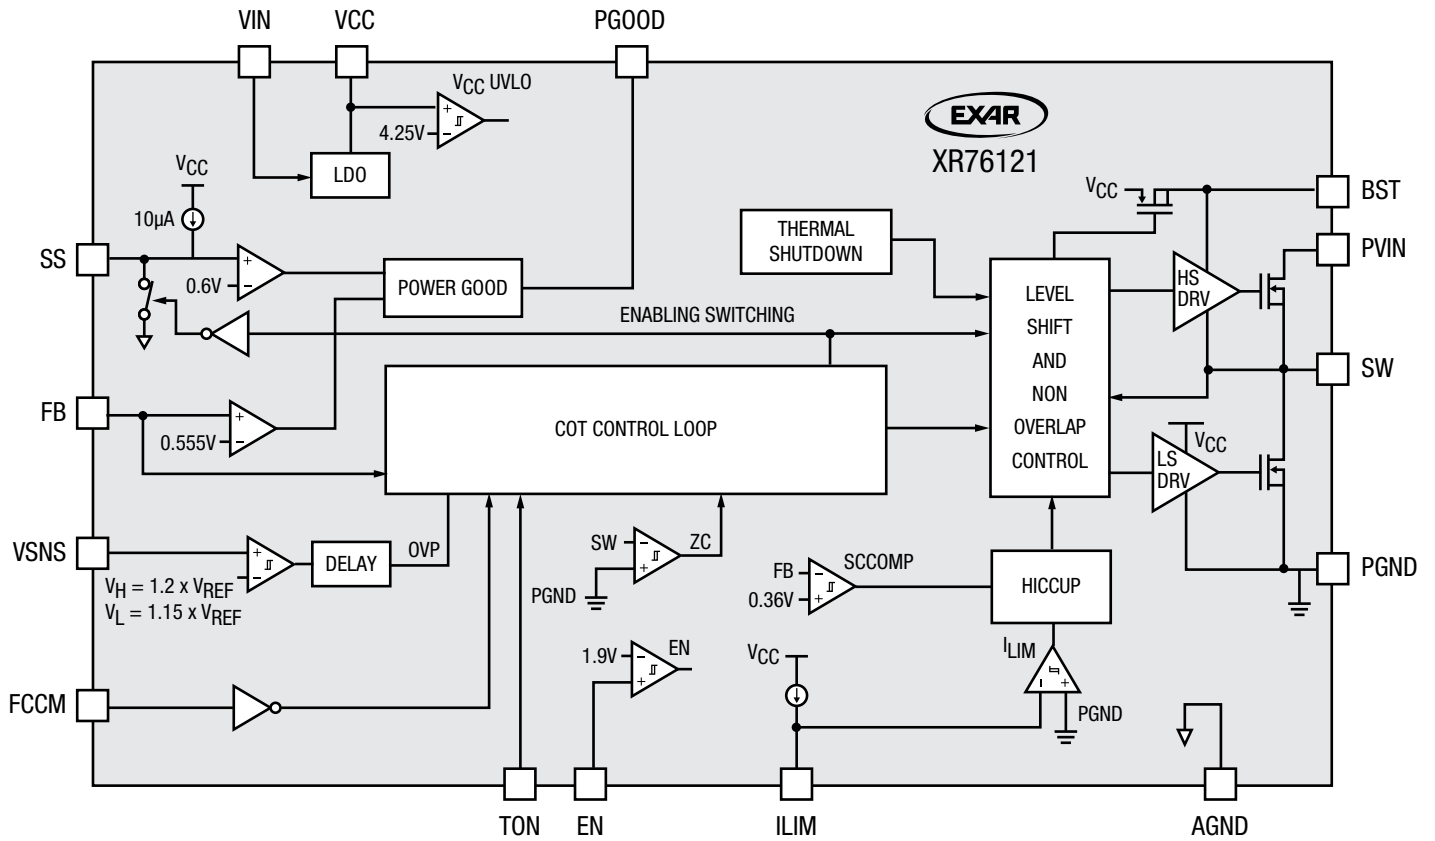 VIN VCC PGOOD
VCC UVLO
4.25V
LDO
EXAR
XR76121
VCC
10µA
SS
0.6V
POWER GOOD
THERMAL
SHUTDOWN
VCC
BST
PVIN
HS
DRV
ENABLING SWITCHING
LEVEL
SHIFT
AND
NON
OVERLAP
CONTROL
SW
FB
0.555V
COT CONTROL LOOP
VCC
LS
DRV
VSNS
VH = 1.2 x VREF
VL = 1.15 x VREF
DELAY
OVP
SW
ZC
PGND
FB
0.36V
SCCOMP
HICCUP
PGND
1.9V
EN
VCC
ILIM
PGND
FCCM
TON EN ILIM AGND